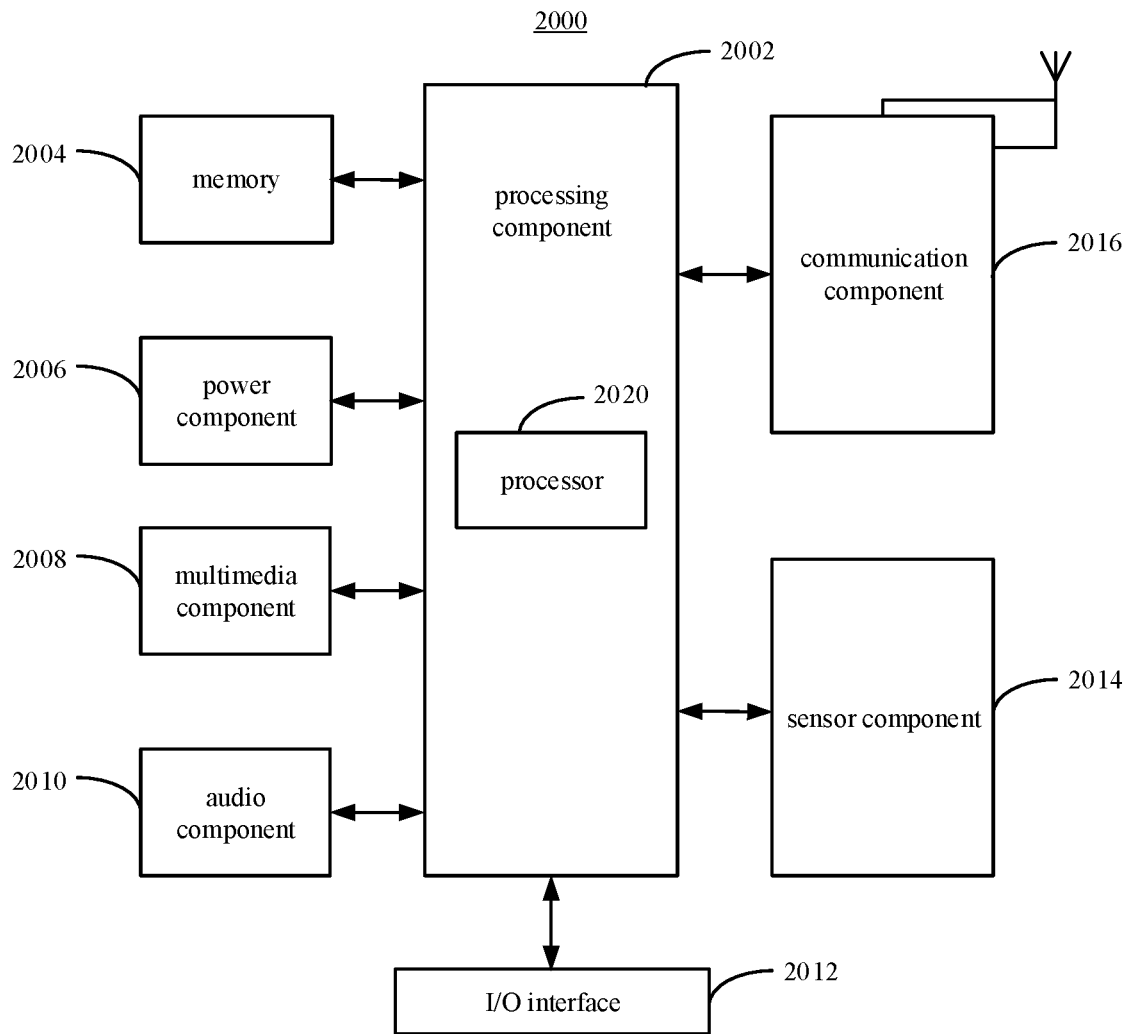 2000
2002
2004
memory
processing
component
communication
component
2016
2006
power
component
2020
processor
2008
multimedia
component
2014
sensor component
2010
audio
component
I/O interface
2012